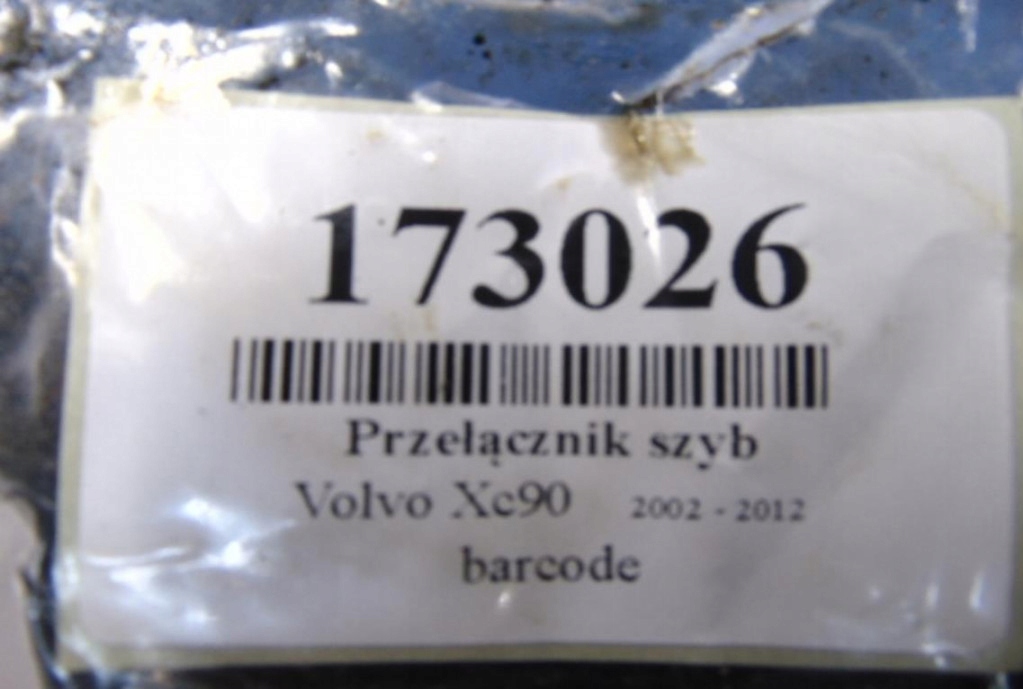 173026
Przełącznik szyb
Volvo Xc90 2002 - 2012
barcode